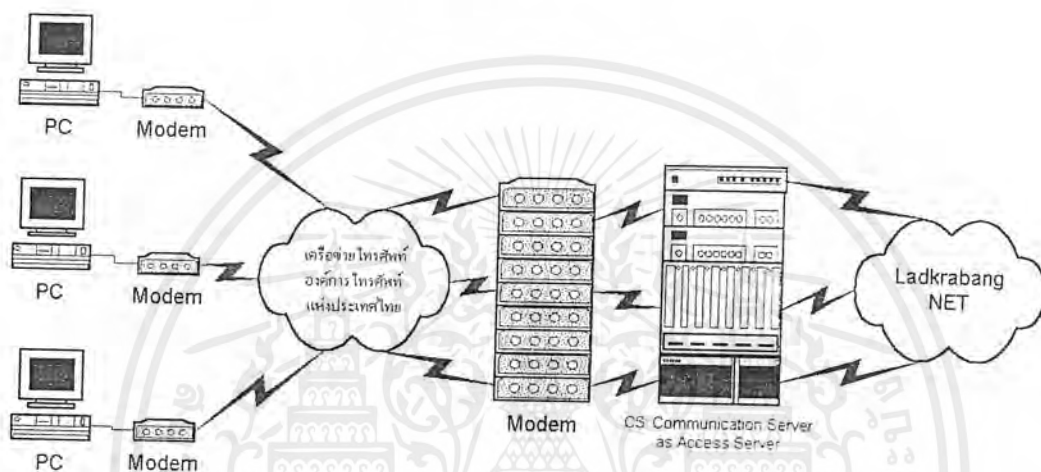 PC
Modem
PC
Modem
PC
Modem
เครือข่ายโทรศัพท์
องค์การโทรศัพท์
แห่งประเทศไทย
Modem
CS: Communication Server
as Access Server
Ladkrabang
NET